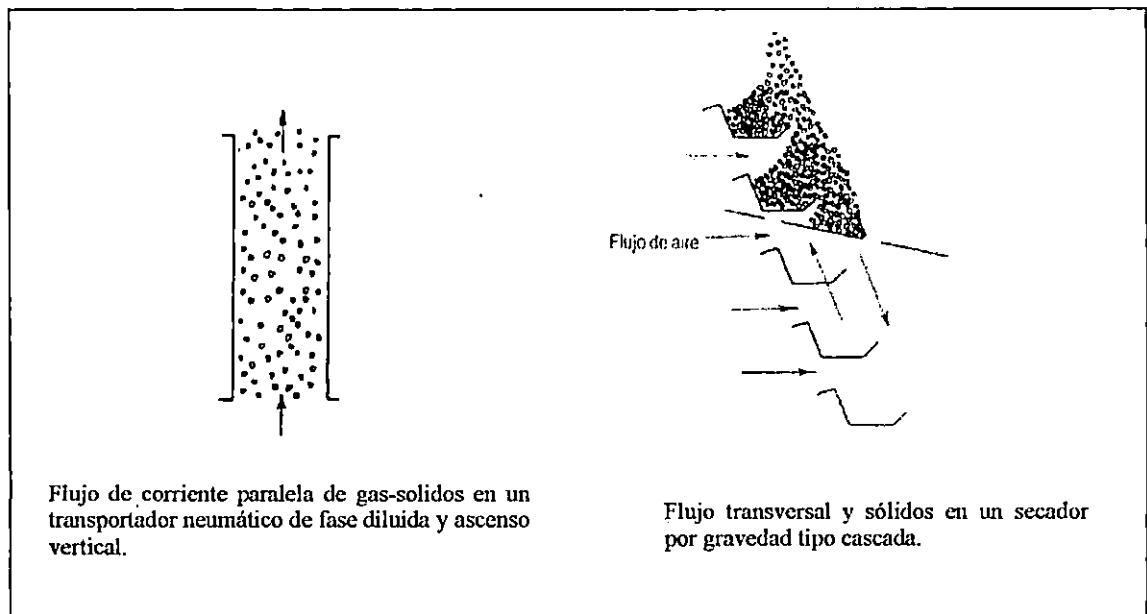 Flujo de aire
Flujo de corriente paralela de gas-solidos en un
transportador neumático de fase diluida y ascenso
vertical.
Flujo transversal y sólidos en un secador
por gravedad tipo cascada.